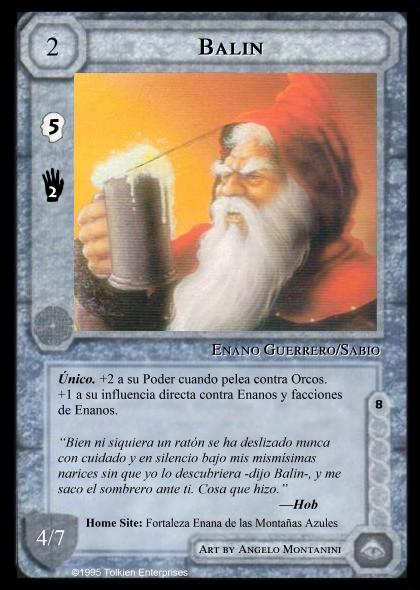 2
BALIN
5
2
ENANO GUERRERO/SABIO
Único. +2 a su Poder cuando pelea contra Orcos.
+1 a su influencia directa contra Enanos y facciones
de Enanos.
8
“Bien ni siquiera un ratón se ha deslizado nunca
con cuidado y en silencio bajo mis mismísimas
narices sin que yo lo descubriera -dijo Balin-, y me
saco el sombrero ante ti. Cosa que hizo.”
—Hob
Home Site: Fortaleza Enana de las Montañas Azules
4/7
ART BY ANGELO MONTANINI
©1995 Tolkien Enterprises